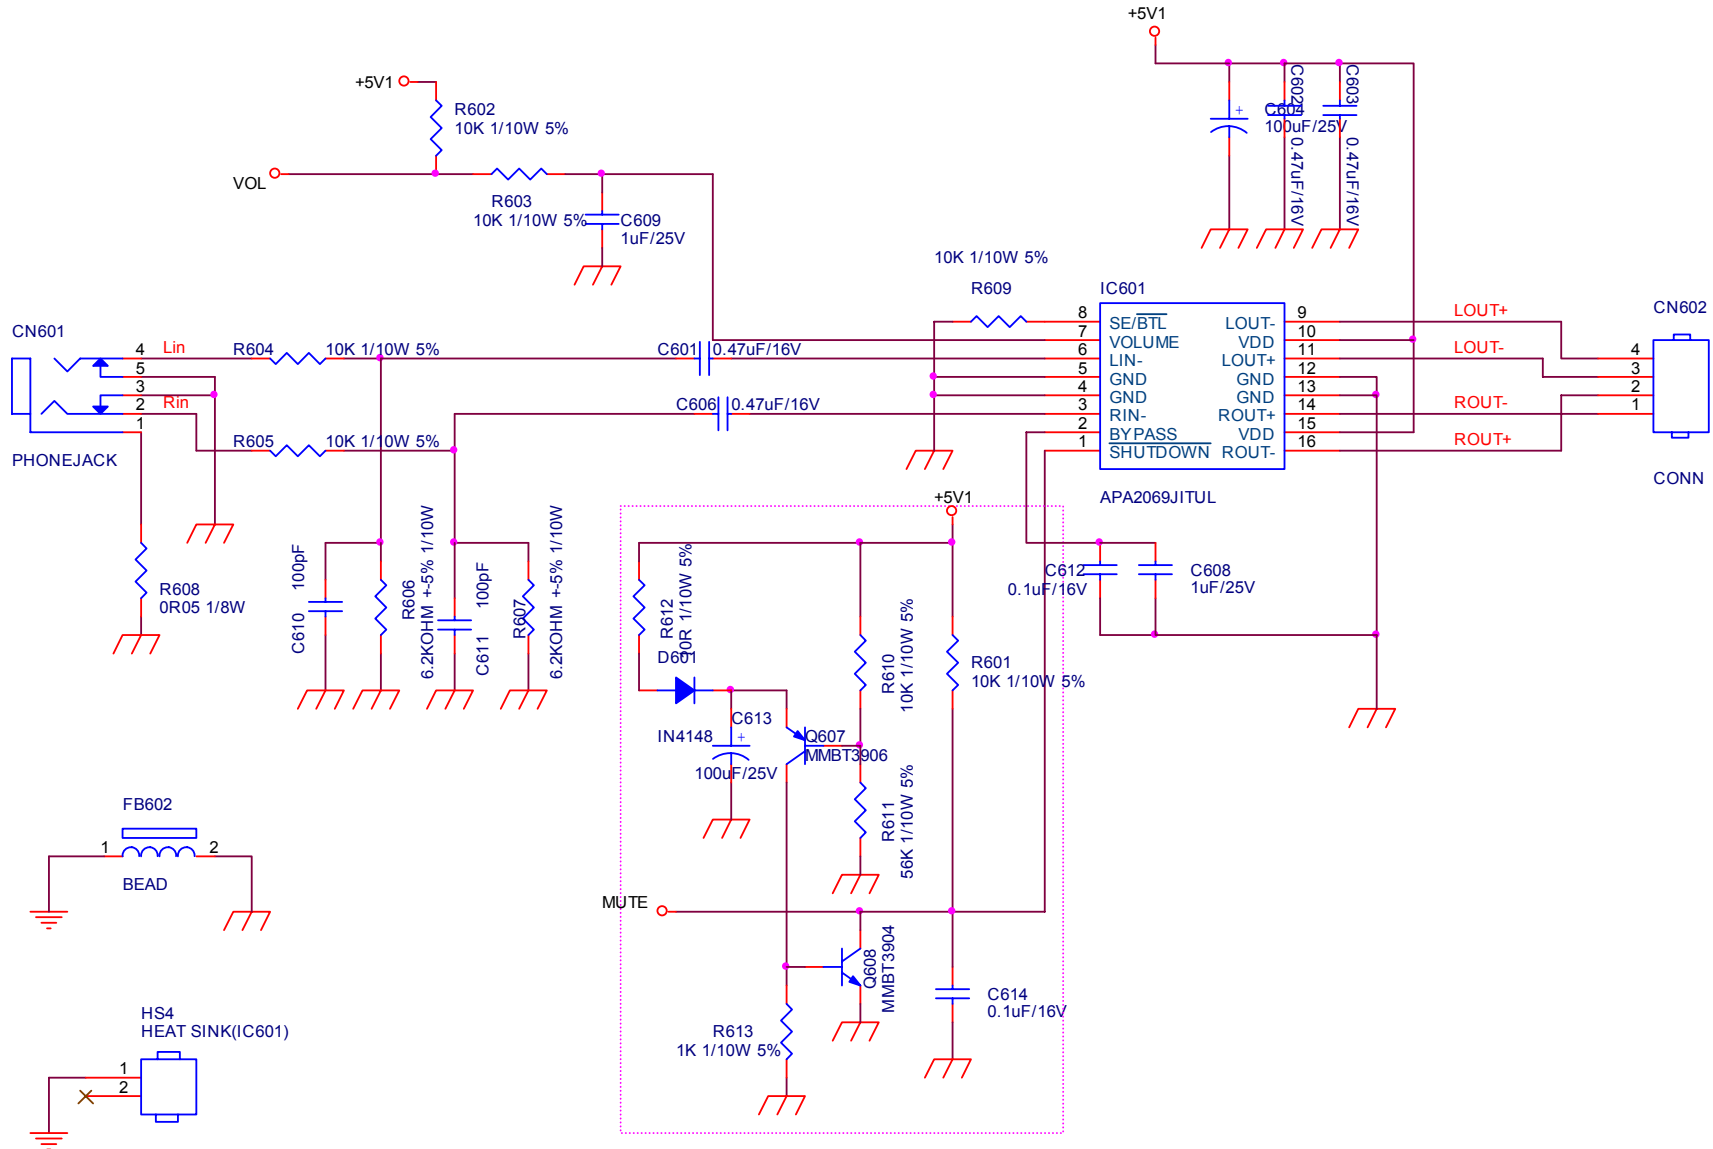 +5V1
+5V1
R602
10K 1/10W 5%
VOL
R603
10K 1/10W 5%
C609
1uF/25V
C604
100uF/25V
C602
0.47uF/16V
C603
0.47uF/16V
10K 1/10W 5%
R609
IC601
8
7
6
5
4
3
2
1
SE/BTL
VOLUME
LIN-
GND
GND
RIN-
BYPASS
SHUTDOWN
LOUT-
VDD
LOUT+
GND
GND
ROUT+
VDD
ROUT-
9
10
11
12
13
14
15
16
APA2069JITUL
LOUT+
LOUT-
ROUT-
ROUT+
CN602
4
3
2
1
CONN
CN601
4
5
3
2
1
Lin
Rin
PHONEJACK
R604
10K 1/10W 5%
R605
10K 1/10W 5%
C601
0.47uF/16V
C606
0.47uF/16V
R608
0R05 1/8W
C610
100pF
R606
6.2KOHM +-5% 1/10W
C611
100pF
R607
6.2KOHM +-5% 1/10W
+5V1
R612
1/10W 5%
D601
IN4148
C613
+
100uF/25V
Q607
MMBT3906
R610
10K 1/10W 5%
R611
56K 1/10W 5%
R601
10K 1/10W 5%
C612
0.1uF/16V
C608
1uF/25V
MUTE
Q608
MMBT3904
C614
0.1uF/16V
R613
1K 1/10W 5%
FB602
1
2
BEAD
HS4
HEAT SINK(IC601)
1
2